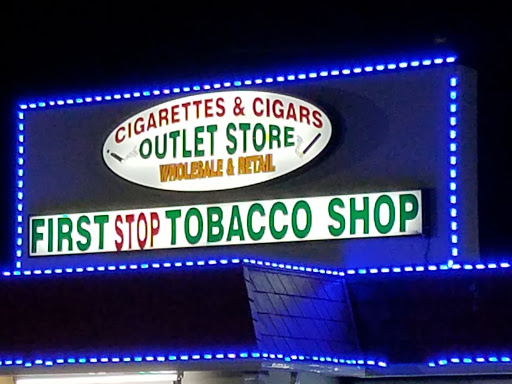 CIGARETTES & CIGARS
OUTLET STORE
WHOLESALE & RETAIL
FIRST STOP TOBACCO SHOP